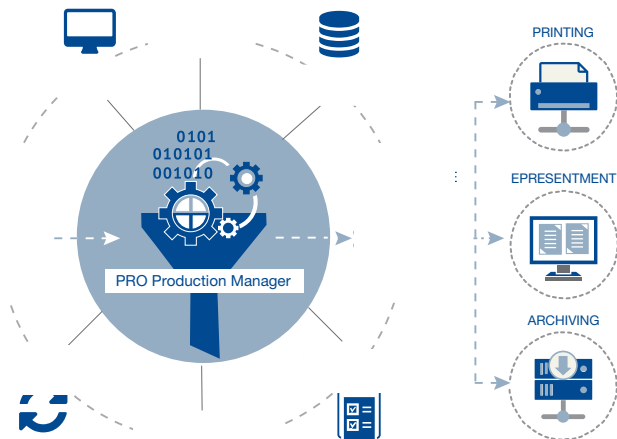 PRINTING
0101
010101
001010
EPRESENTMENT
PRO Production Manager
ARCHIVING